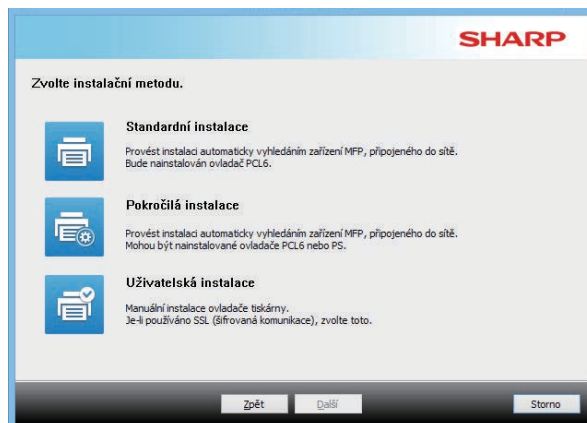 SHARP
Zvolte instalační metodu.
Standardní instalace
Provést instalaci automaticky vyhledáním zařízení MFP, připojeného do sítě.
Bude nainstalován ovladač PCL6.
Pokročilá instalace
Provést instalaci automaticky vyhledáním zařízení MFP, připojeného do sítě.
Mohou být nainstalované ovladače PCL6 nebo PS.
Uživatelská instalace
Manuální instalace ovladače tiskárny.
Je-li používáno SSL (šifrovaná komunikace), zvolte toto.
Zpět Další Storno